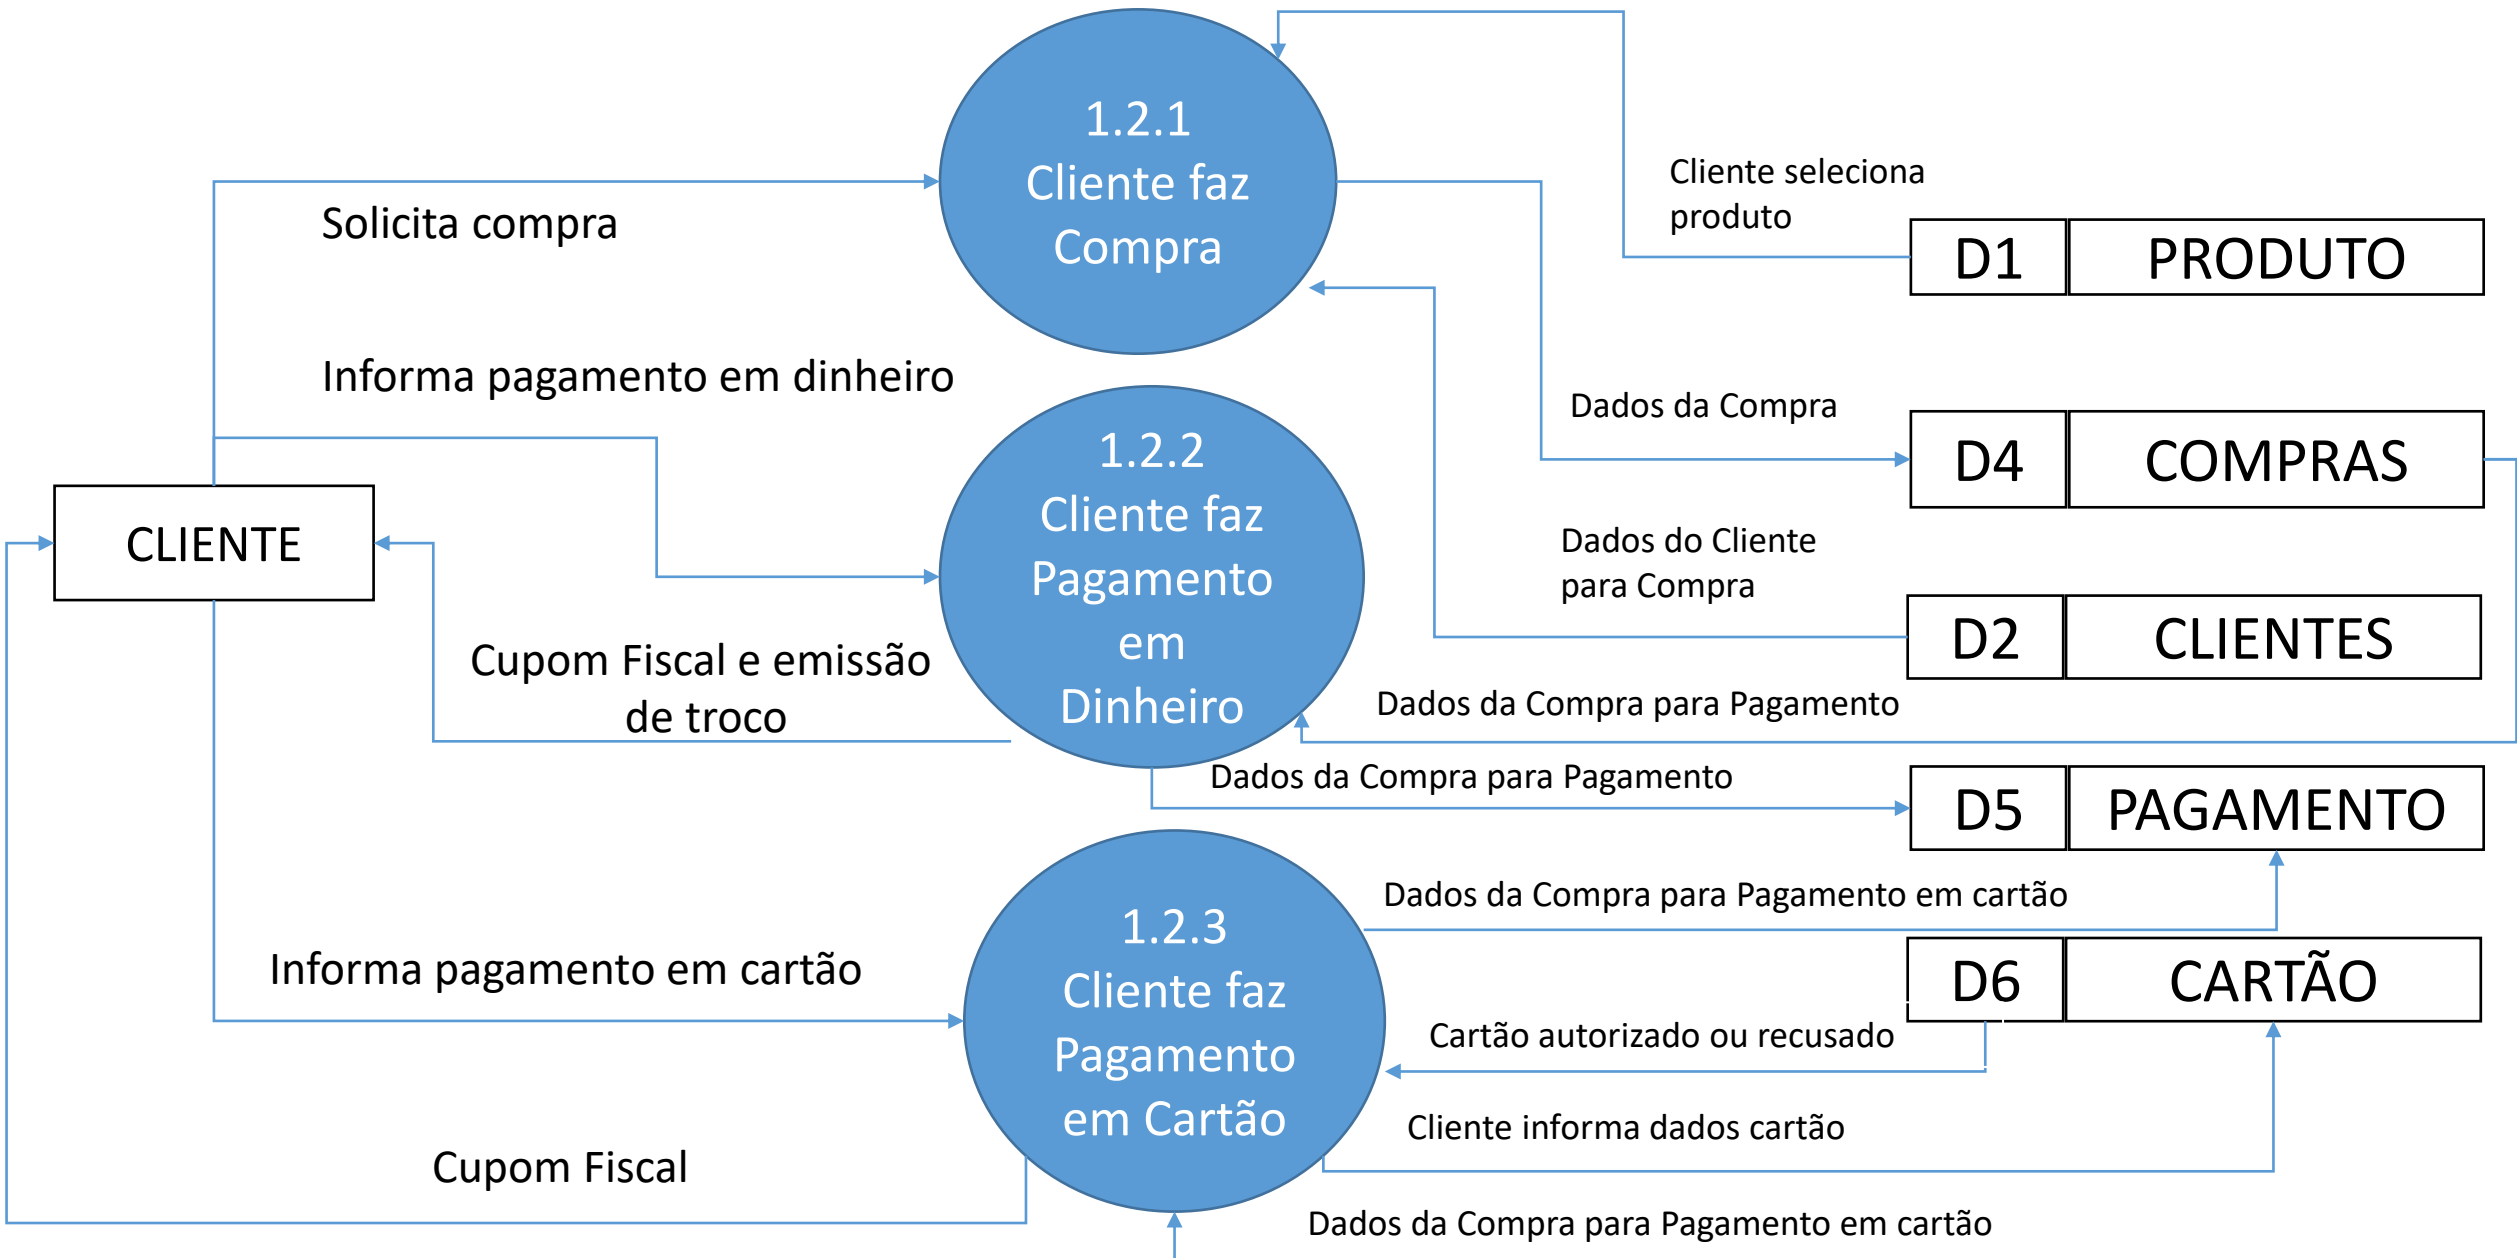 1.2.1
Cliente faz
Compra
Cliente seleciona
produto
Solicita compra
D1
PRODUTO
Informa pagamento em dinheiro
Dados da Compra
1.2.2
Cliente faz
Pagamento
em
Dinheiro
D4
COMPRAS
CLIENTE
Dados do Cliente
para Compra
D2
CLIENTES
Cupom Fiscal e emissão
de troco
Dados da Compra para Pagamento
Dados da Compra para Pagamento
D5
PAGAMENTO
Dados da Compra para Pagamento em cartão
1.2.3
Cliente faz
Pagamento
em Cartão
Informa pagamento em cartão
D6
CARTÃO
Cartão autorizado ou recusado
Cliente informa dados cartão
Cupom Fiscal
Dados da Compra para Pagamento em cartão